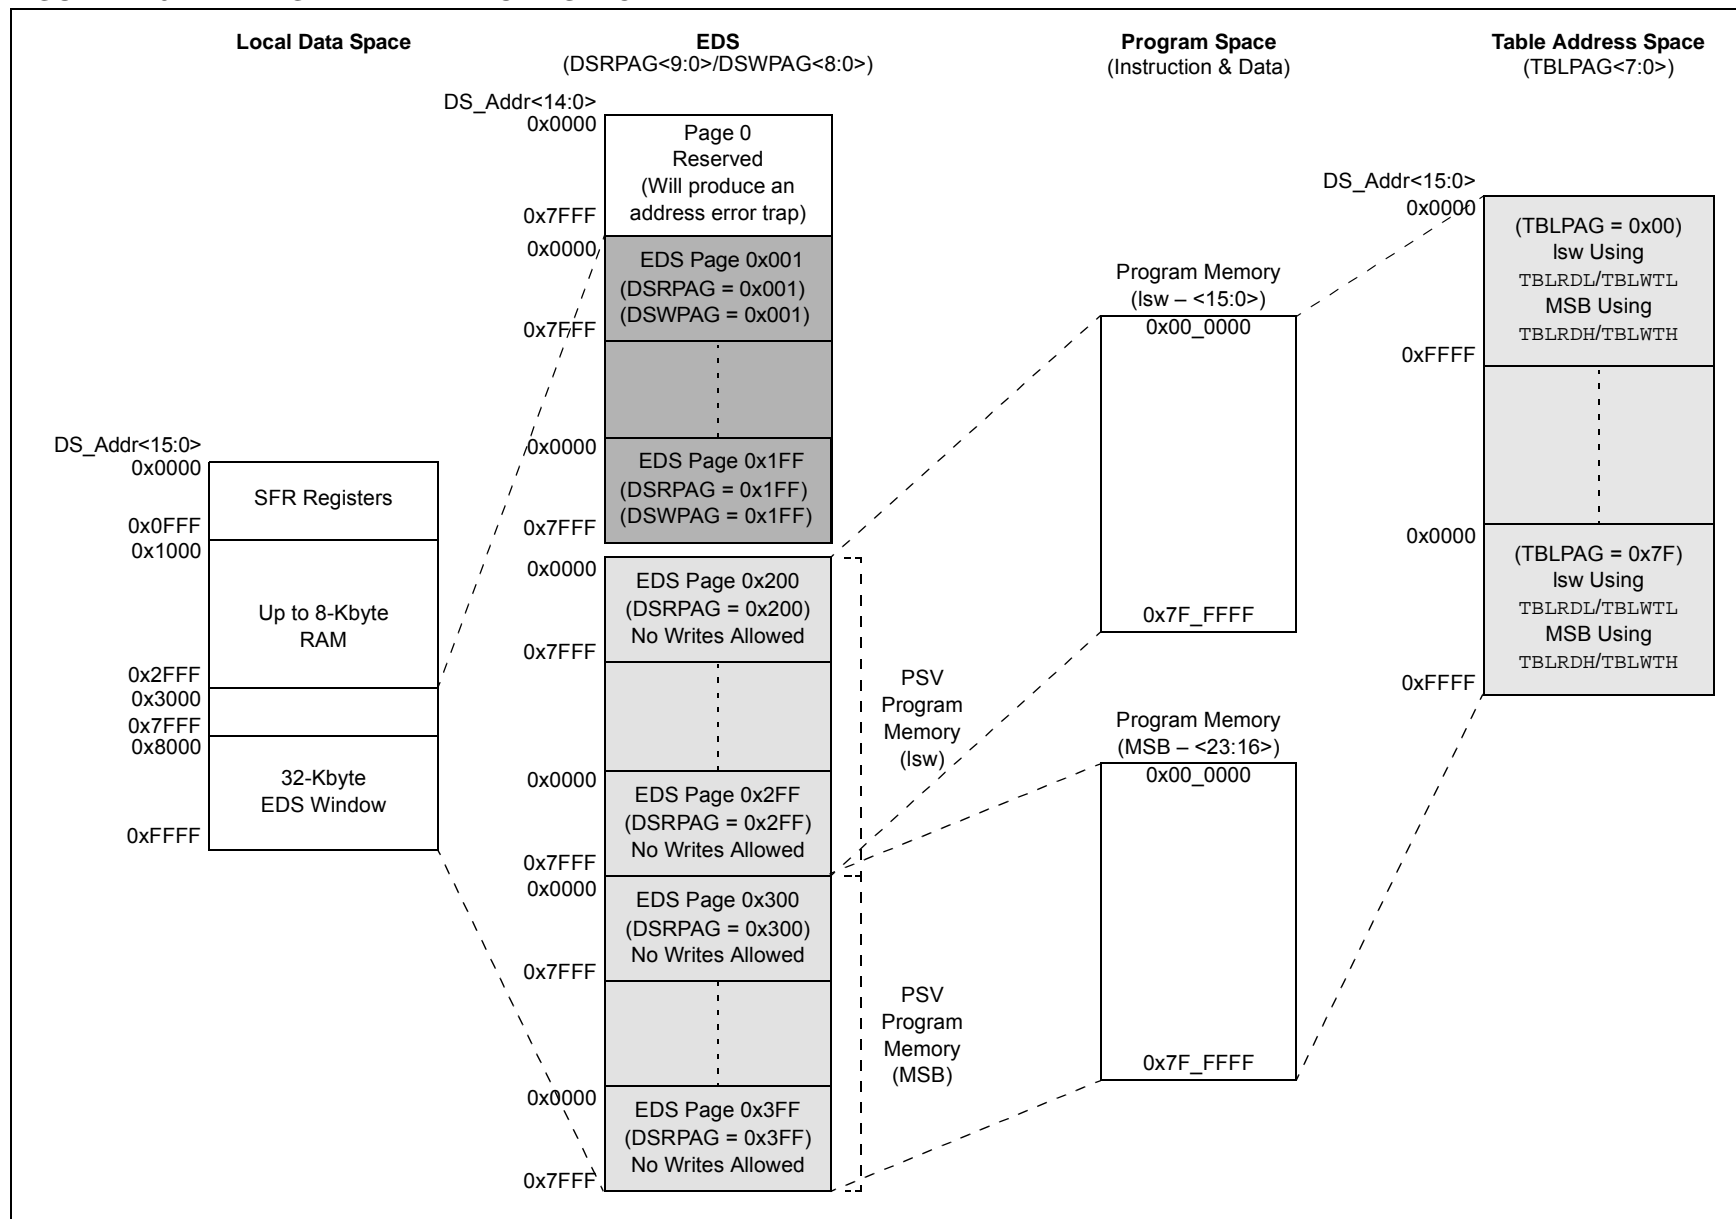 Local Data Space
DS_Addr<15:0>
0x0000
SFR Registers
0x0FFF
0x1000
Up to 8-Kbyte
RAM
0x2FFF
0x3000
0x7FFF
0x8000
32-Kbyte
EDS Window
0xFFFF
EDS
(DSRPAG<9:0>/DSWPAG<8:0>)
DS_Addr<14:0>
0x0000
Page 0
Reserved
(Will produce an
address error trap)
0x7FFF
0x0000
EDS Page 0x001
(DSRPAG = 0x001)
(DSWPAG = 0x001)
0x7FFF
0x0000
EDS Page 0x1FF
(DSRPAG = 0x1FF)
(DSWPAG = 0x1FF)
0x7FFF
0x0000
EDS Page 0x200
(DSRPAG = 0x200)
No Writes Allowed
0x7FFF
PSV
Program
Memory
(lsw)
0x0000
EDS Page 0x2FF
(DSRPAG = 0x2FF)
No Writes Allowed
0x7FFF
0x0000
EDS Page 0x300
(DSRPAG = 0x300)
No Writes Allowed
0x7FFF
PSV
Program
Memory
(MSB)
0x0000
EDS Page 0x3FF
(DSRPAG = 0x3FF)
No Writes Allowed
0x7FFF
Program Space
(Instruction & Data)
Program Memory
(lsw – <15:0>)
0x00_0000
0x7F_FFFF
Program Memory
(MSB – <23:16>)
0x00_0000
0x7F_FFFF
Table Address Space
(TBLPAG<7:0>)
DS_Addr<15:0>
0x0000
(TBLPAG = 0x00)
lsw Using
TBLRDL/TBLWTL
MSB Using
TBLRDH/TBLWTH
0xFFFF
0x0000
(TBLPAG = 0x7F)
lsw Using
TBLRDL/TBLWTL
MSB Using
TBLRDH/TBLWTH
0xFFFF